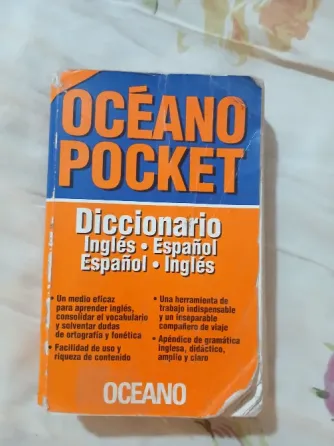 OCÉANO
POCKET
Diccionario
Inglés • Español
Español • Inglés
• Un medio eficaz
para aprender inglés,
consolidar el vocabulario
y solventar dudas
de ortografía y fonética
• Facilidad de uso y
riqueza de contenido
• Una herramienta de
trabajo indispensable
y un inseparable
compañero de viaje
• Apéndice de gramática
inglesa, didáctico,
amplio y claro
OCEANO